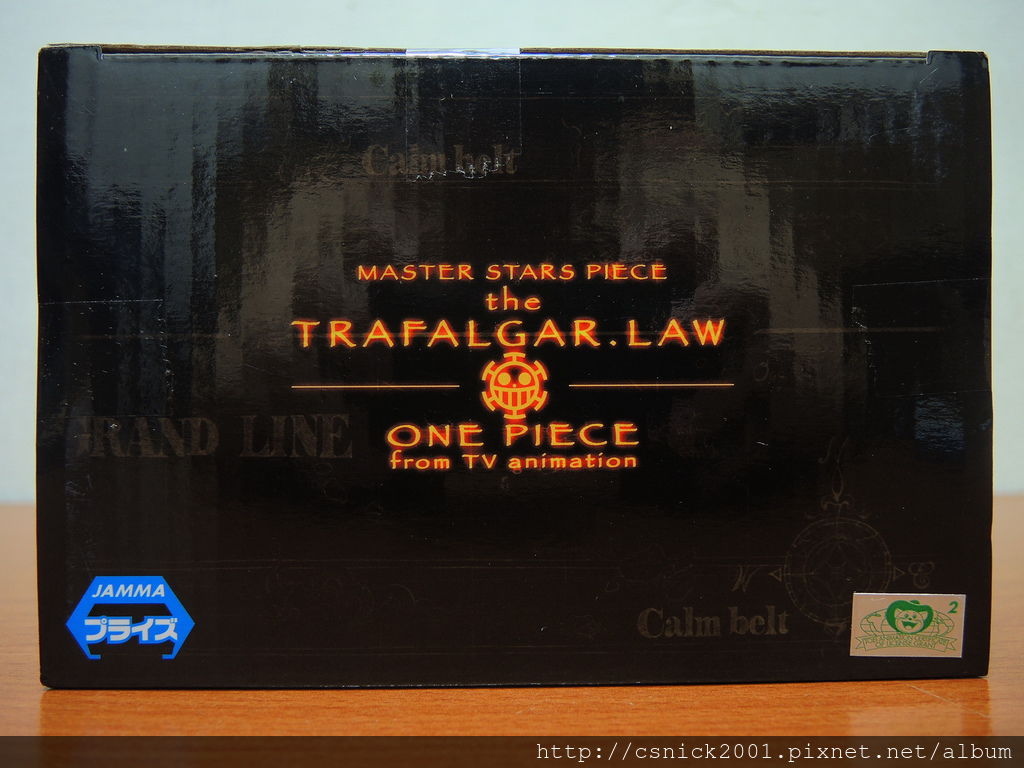 Calm belt
MASTER STARS PIECE
the
TRAFALGAR.LAW
GRAND LINE
ONE PIECE
from TV animation
JAMMA
プライズ
W
E
Calm belt
2
http://csnick2001.pixnet.net/album